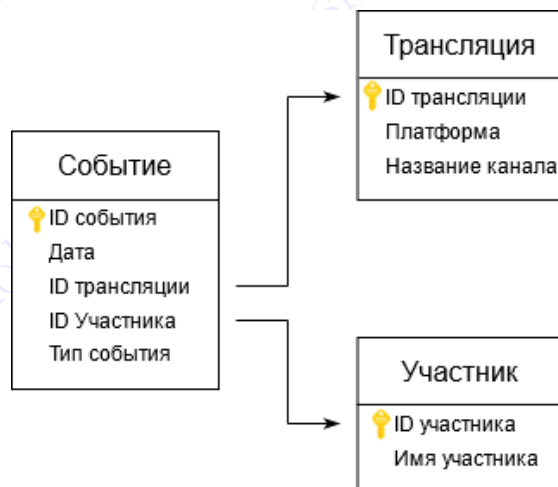 Трансляция
ID трансляции
Платформа
Название канала
Событие
ID события
Дата
ID трансляции
ID Участника
Тип события
Участник
ID участника
Имя участника